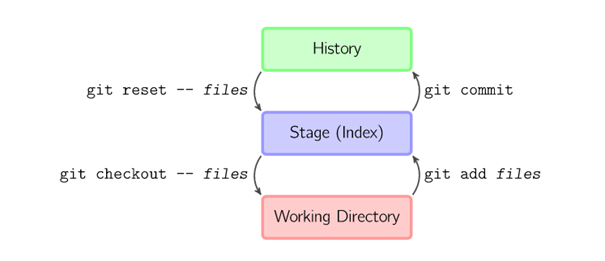 History
git reset -- files
git commit
Stage (Index)
git checkout -- files
git add files
Working Directory